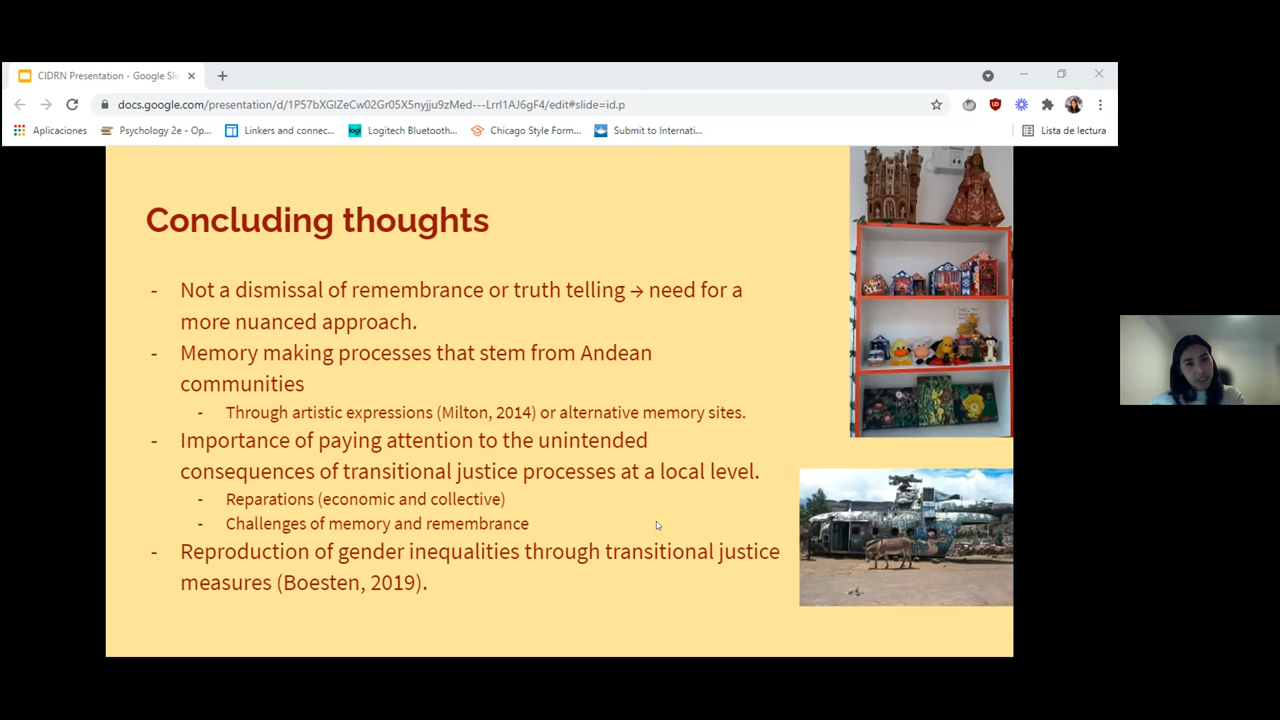 CIDRN Presentation - Google Sli
docs.google.com/presentation/d/1P57bXGlZeCw02Gr05X5nyjju9zMed---LrrI1AJ6gF4/edit#slide=id.p
Aplicaciones
Psychology 2e - Op...
Linkers and connec...
Logitech Bluetooth...
Chicago Style Form...
Submit to Internati...
Lista de lectura
Concluding thoughts
- Not a dismissal of remembrance or truth telling → need for a
more nuanced approach.
- Memory making processes that stem from Andean
communities
- Through artistic expressions (Milton, 2014) or alternative memory sites.
- Importance of paying attention to the unintended
consequences of transitional justice processes at a local level.
- Reparations (economic and collective)
- Challenges of memory and remembrance
- Reproduction of gender inequalities through transitional justice
measures (Boesten, 2019).